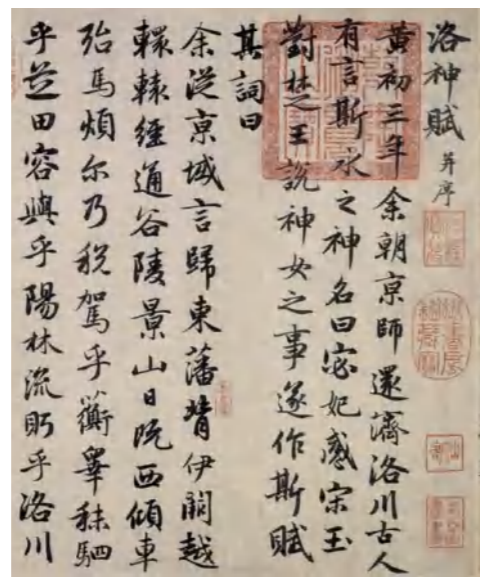 洛神賦 并序
黄初三年余朝京師還濟洛川古人
有言斯水之神名曰宓妃感宋玉
對楚王說神女之事遂作斯賦
其詞曰
余從京域言歸東藩背伊闕越
轘轅經通谷陵景山日既西傾車
殆馬煩尓乃税駕乎蘅皋秣駟
乎芝田容與乎陽林流眄乎洛川